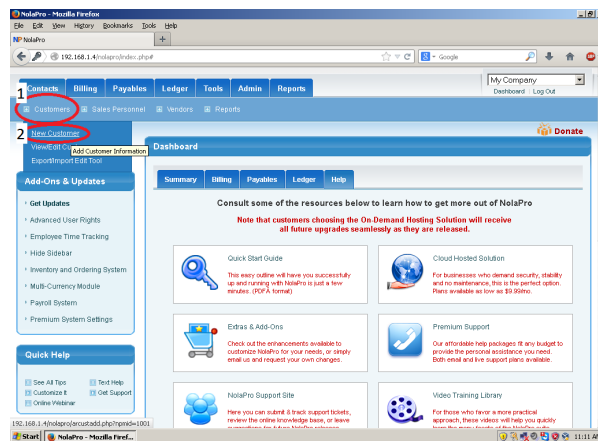 NolaPro - Mozilla Firefox
File Edit View History Bookmarks Tools Help
NP NolaPro
192.168.1.4/nolapro/index.php#
Google
My Company
Dashboard Log Out
1
Contacts Billing Payables Ledger Tools Admin Reports
Customers Sales Personnel Vendors Reports
2
New Customer
View/Edit
Add Customer Information
Export/Import Edit Tool
Donate
Dashboard
Add-Ons & Updates
Get Updates
Advanced User Rights
Employee Time Tracking
Hide Sidebar
Inventory and Ordering System
Multi-Currency Module
Payroll System
Premium System Settings
Quick Help
See All Tips Text Help
Customize It Get Support
Online Webinar
Summary Billing Payables Ledger Help
Consult some of the resources below to learn how to get more out of NolaPro
Note that customers choosing the On-Demand Hosting Solution will receive
all future upgrades seamlessly as they are released.
Quick Start Guide
This easy outline will have you successfully
up and running with NolaPro is just a few
minutes. (PDFA format)
Cloud Hosted Solution
For businesses who demand security, stability
and no maintenance, this is the perfect option.
Plans available as low as $9.99/mo.
Extras & Add-Ons
Check out the enhancements available to
customize NolaPro for your needs, or simply
email us and request your own changes.
Premium Support
Our affordable help packages fit any budget to
provide the personal assistance you need.
Both email and live support plans available.
NolaPro Support Site
Here you can submit & track support tickets,
review the online knowledge base, or leave
Video Training Library
For those who favor a more practical
approach, these videos will help you quickly
192.168.1.4/nolapro/arcustadd.php?npmid=1001
Start NolaPro - Mozilla Firef...
11:11 AM